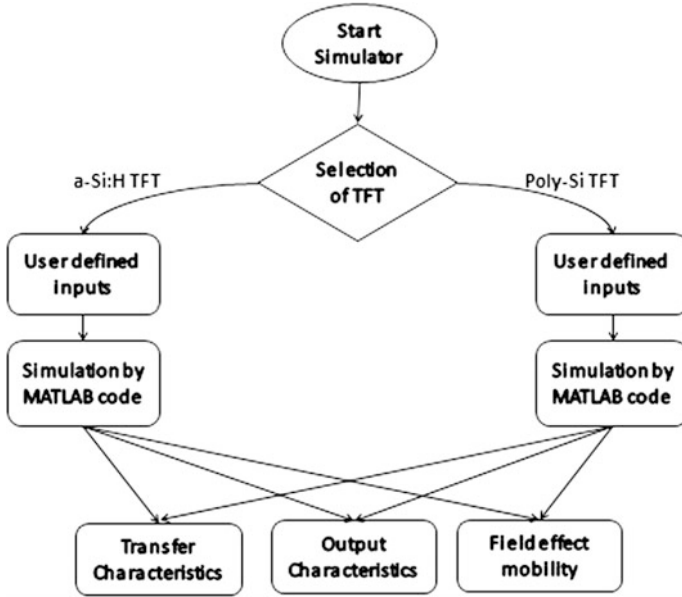 Start
Simulator
Selection
of TFT
a-Si:H TFT
Poly-Si TFT
User defined
inputs
User defined
inputs
Simulation by
MATLAB code
Simulation by
MATLAB code
Transfer
Characteristics
Output
Characteristics
Field effect
mobility